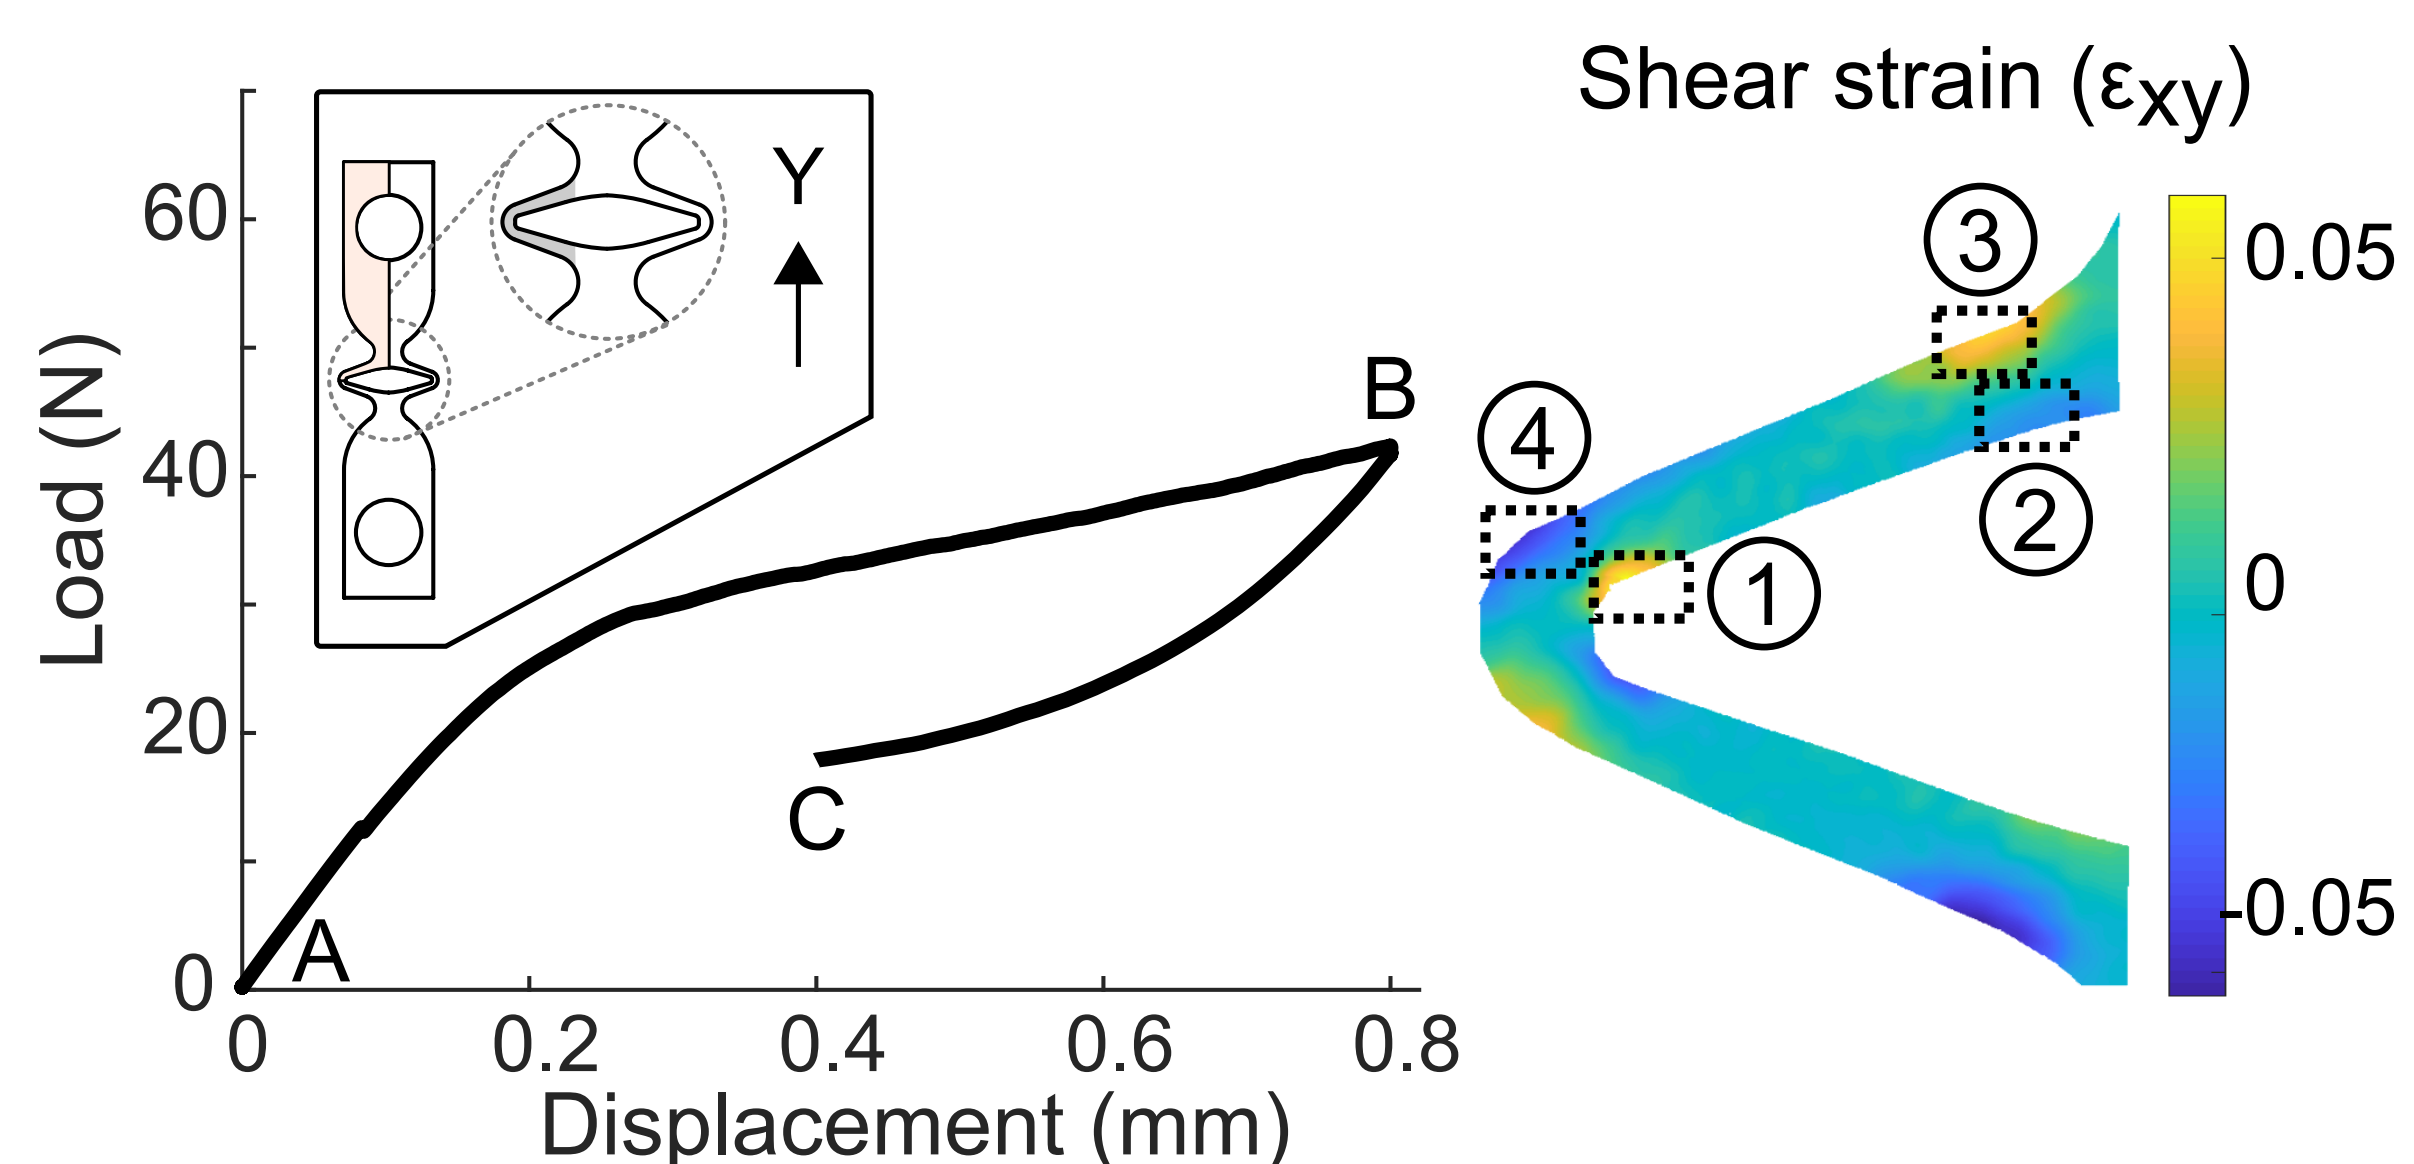 Shear strain (εxy)
Y
60
40
20
0
Load (N)
A
B
C
0
0.2
0.4
0.6
0.8
Displacement (mm)
3
4
2
1
0.05
0
-0.05